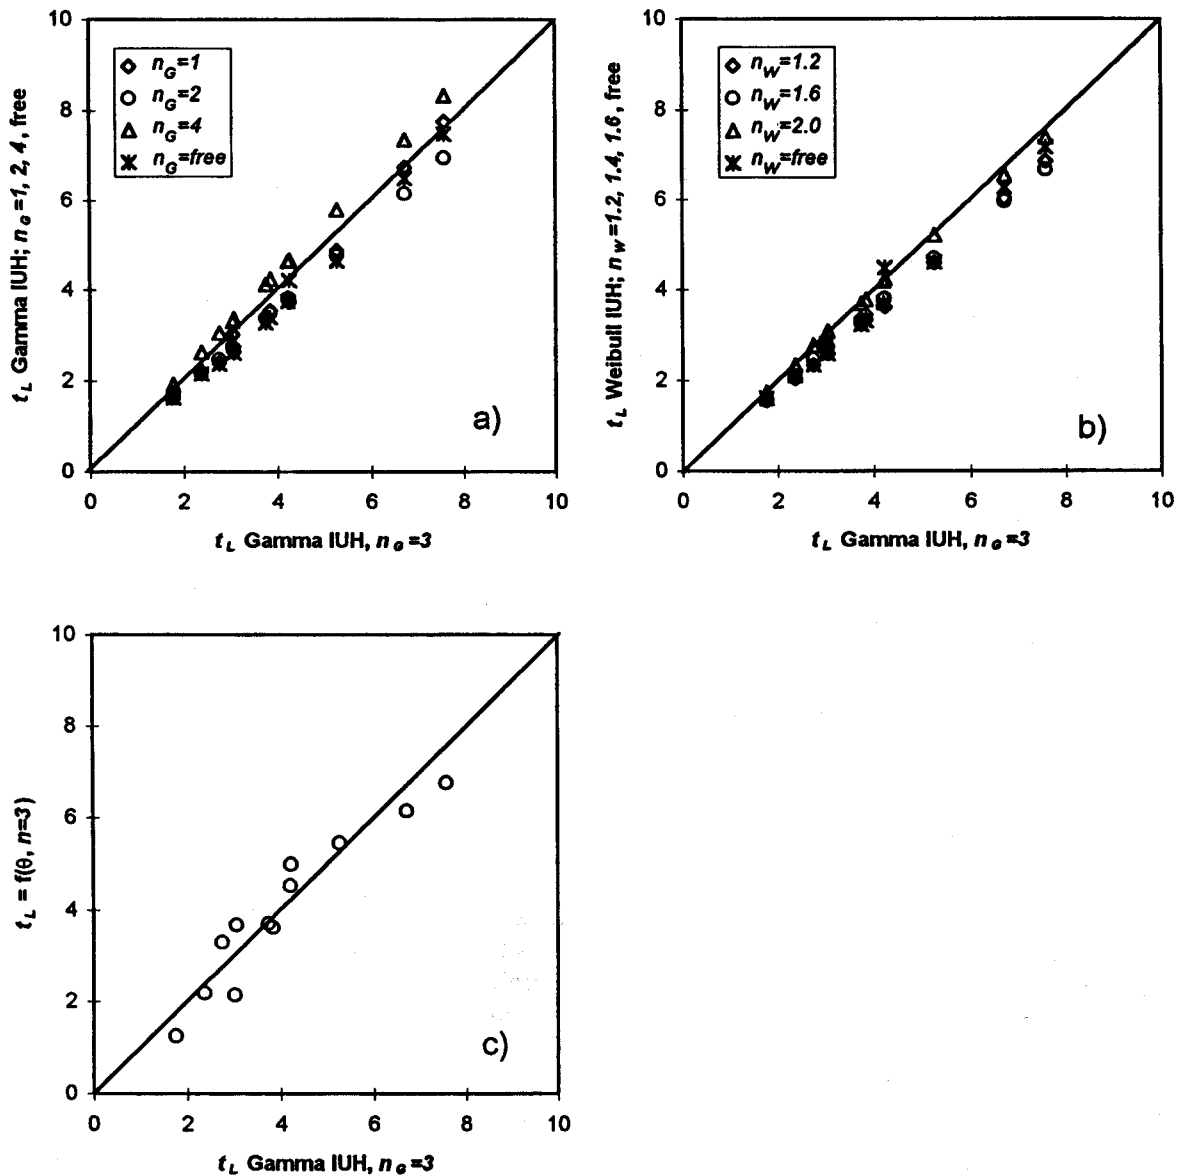 t_L Gamma IUH; n_G=1, 2, 4, free
10
8
6
4
2
0
n_G=1
n_G=2
n_G=4
n_G=free
a)
0 2 4 6 8 10
t_L Gamma IUH, n_G=3
t_L Weibull IUH; n_W=1.2, 1.4, 1.6, free
10
8
6
4
2
0
n_W=1.2
n_W=1.6
n_W=2.0
n_W=free
b)
0 2 4 6 8 10
t_L Gamma IUH, n_G=3
t_L = f(θ, n=3)
10
8
6
4
2
0
c)
0 2 4 6 8 10
t_L Gamma IUH, n_G=3